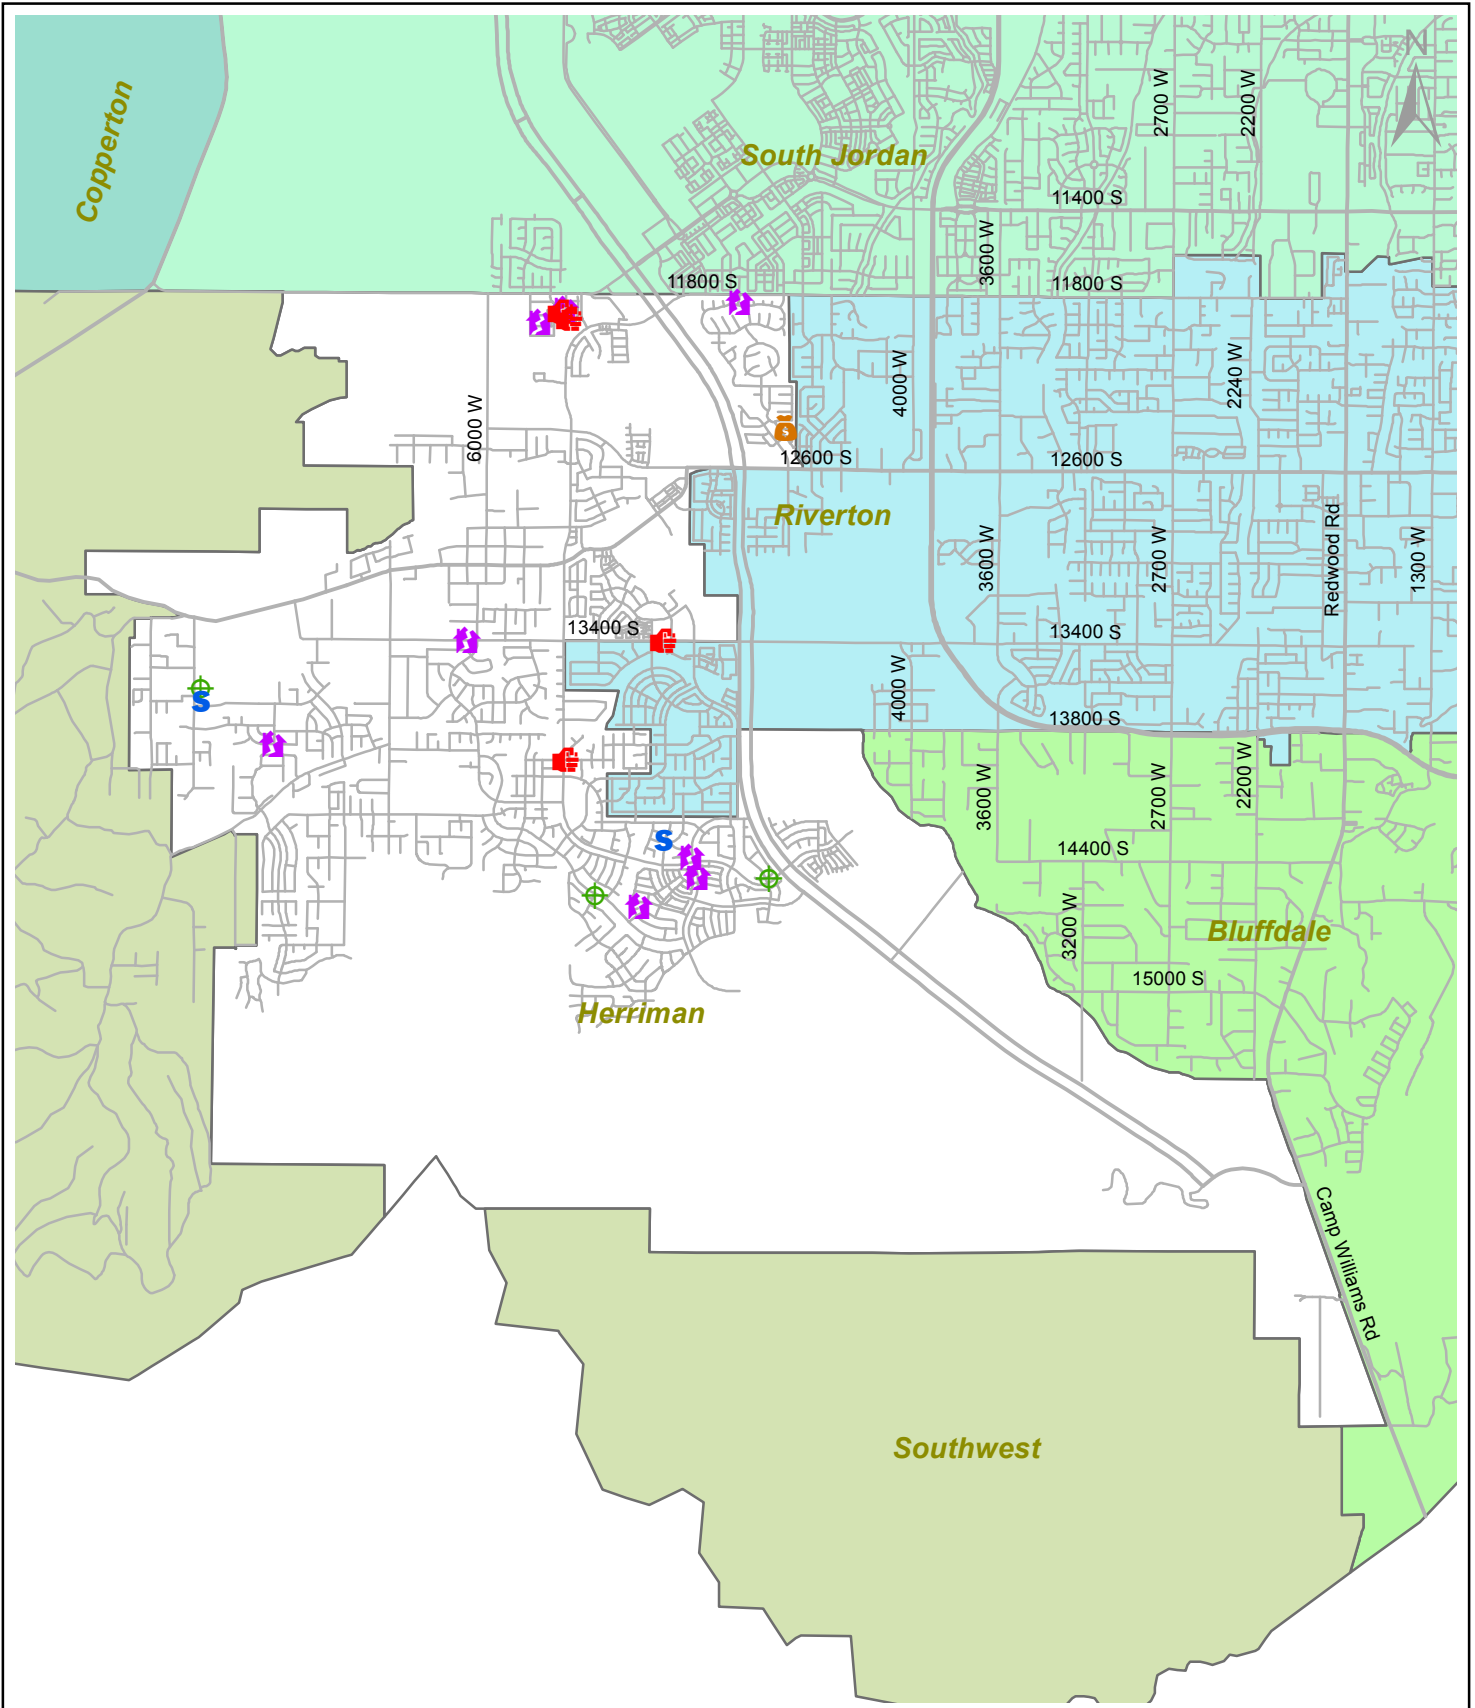 N
Copperton
South Jordan
2700 W
2200 W
11400 S
3600 W
11800 S
11800 S
4000 W
2240 W
6000 W
12600 S
12600 S
Riverton
3600 W
2700 W
Redwood Rd
1300 W
13400 S
13400 S
S
4000 W
13800 S
3600 W
2700 W
2200 W
S
14400 S
3200 W
Bluffdale
15000 S
Herriman
Camp Williams Rd
Southwest